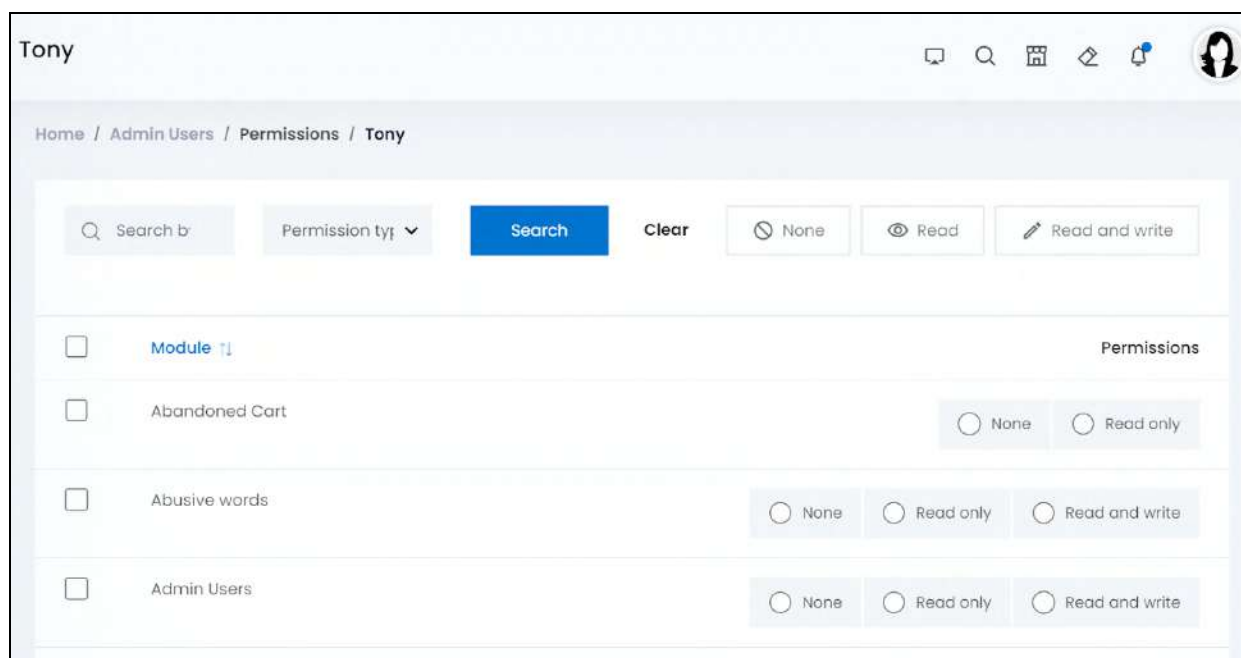 Tony
Home / Admin Users / Permissions / Tony
Search b Permission typ Search Clear None Read Read and write
Module Permissions
Abandoned Cart None Read only
Abusive words None Read only Read and write
Admin Users None Read only Read and write